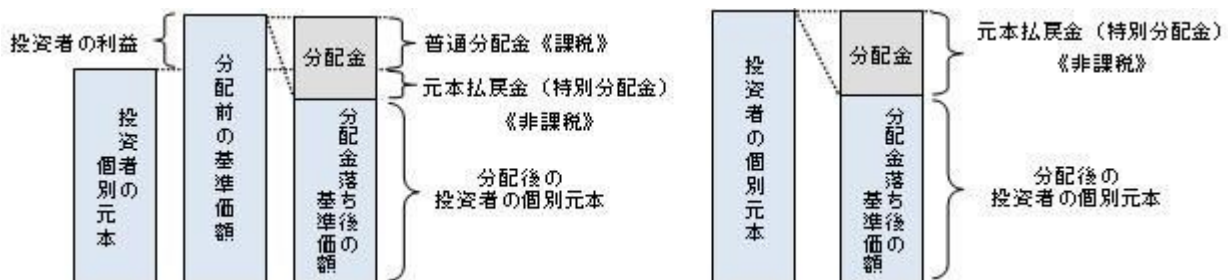 投資者の利益
投資者の
個別元本
分配前の基準価額
分配金
分配金落ち後の
基準価額
普通分配金《課税》
元本払戻金（特別分配金）
《非課税》
分配後の
投資者の個別元本
投資者の個別元本
分配金
分配金落ち後の
基準価額
元本払戻金（特別分配金）
《非課税》
分配後の
投資者の個別元本